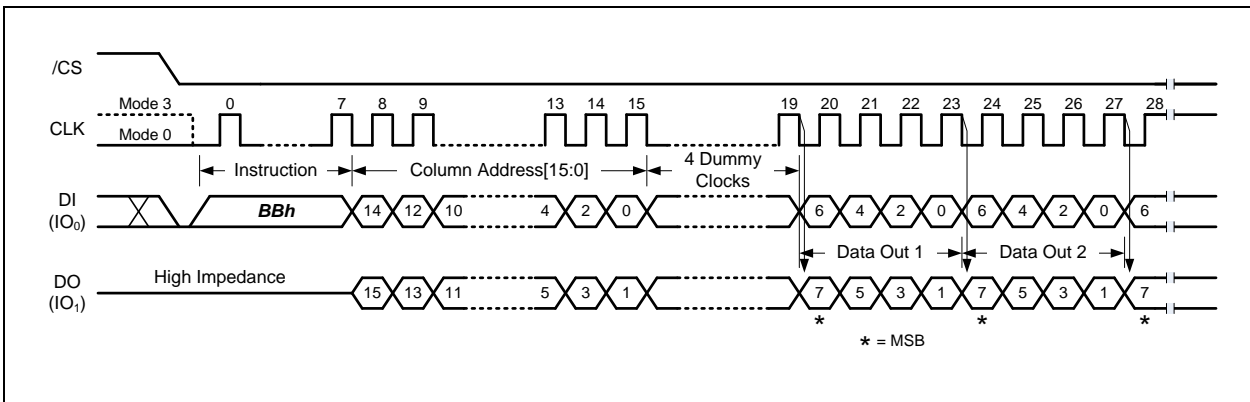 /CS
Mode 3 0 7 8 9 13 14 15 19 20 21 22 23 24 25 26 27 28
CLK
Mode 0
Instruction Column Address[15:0] 4 Dummy
Clocks
DI
(IO0)
BBh 14 12 10 4 2 0 6 4 2 0 6 4 2 0 6
Data Out 1 Data Out 2
High Impedance
DO
(IO1)
15 13 11 5 3 1 7 5 3 1 7 5 3 1 7
* * *
* = MSB